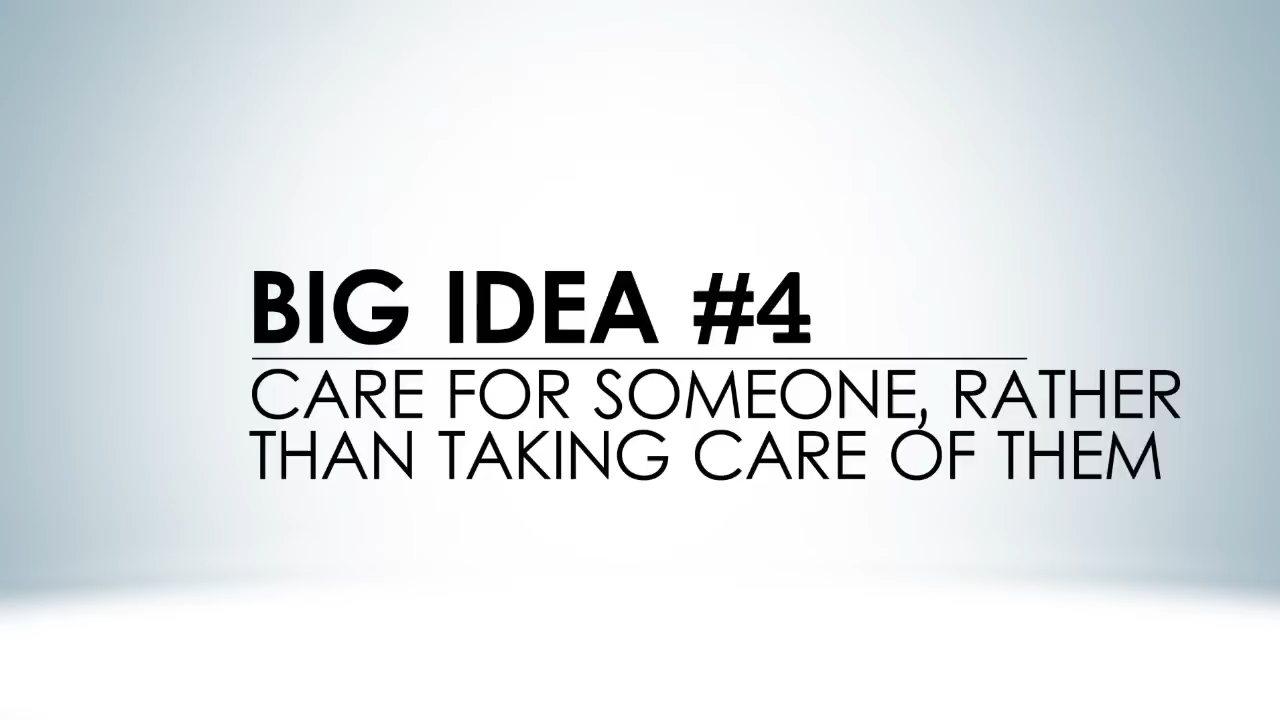 BIG IDEA #4
CARE FOR SOMEONE, RATHER
THAN TAKING CARE OF THEM